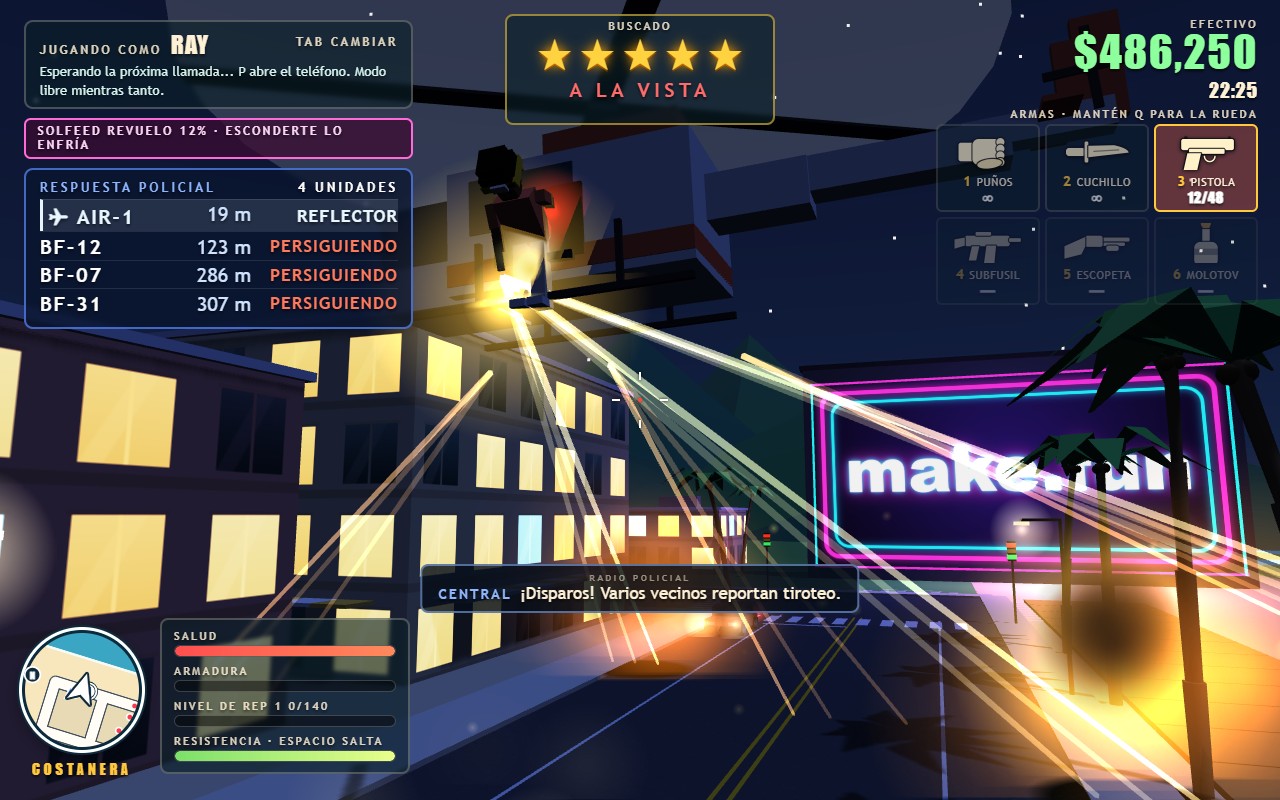 JUGANDO COMO RAY TAB CAMBIAR
Esperando la próxima llamada... P abre el teléfono. Modo
libre mientras tanto.
SOLFEED REVUELO 12% · ESCONDERTE LO
ENFRÍA
RESPUESTA POLICIAL 4 UNIDADES
AIR-1 19 m REFLECTOR
BF-12 123 m PERSIGUIENDO
BF-07 286 m PERSIGUIENDO
BF-31 307 m PERSIGUIENDO
BUSCADO
A LA VISTA
EFECTIVO
$486,250
22:25
ARMAS · MANTÉN Q PARA LA RUEDA
1 PUÑOS
∞
2 CUCHILLO
∞
3 PISTOLA
12/48
4 SUBFUSIL
—
5 ESCOPETA
—
6 MOLOTOV
—
RADIO POLICIAL
CENTRAL ¡Disparos! Varios vecinos reportan tiroteo.
SALUD
ARMADURA
NIVEL DE REP 1 0/140
RESISTENCIA · ESPACIO SALTA
COSTANERA